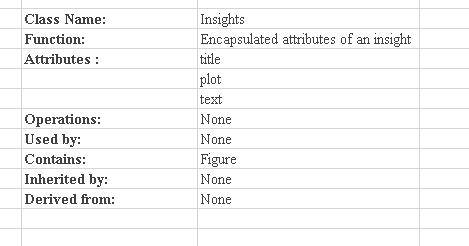 Class Name: Insights
Function: Encapsulated attributes of an insight
Attributes : title
plot
text
Operations: None
Used by: None
Contains: Figure
Inherited by: None
Derived from: None